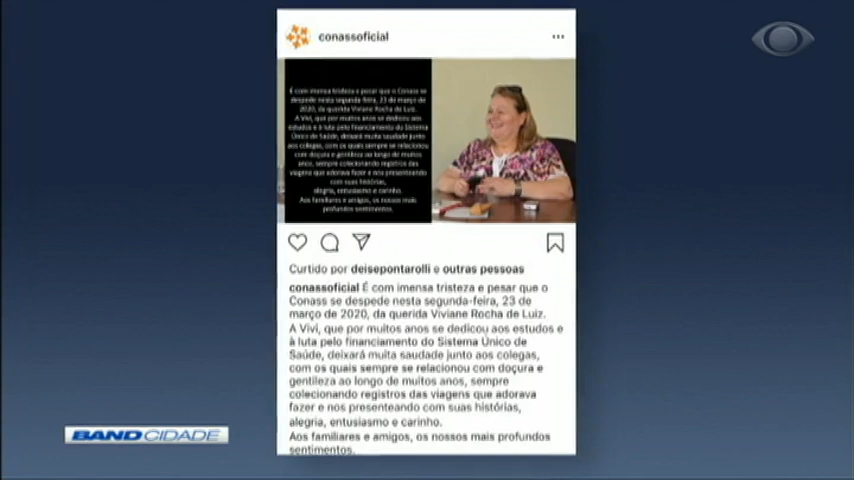 conassoficial
É com imensa tristeza e pesar que o Conass se
despede nesta segunda-feira, 23 de março de
2020, da querida Viviane Rocha de Luiz.
A Vivi, que por muitos anos se dedicou aos
estudos e à luta pelo financiamento do Sistema
Único de Saúde, deixará muita saudade junto
aos colegas, com os quais sempre se relacionou
com doçura e gentileza ao longo de muitos
anos, sempre colecionando registros das
viagens que adorava fazer e nos presenteando
com suas histórias,
alegria, entusiasmo e carinho.
Aos familiares e amigos, os nossos mais
profundos sentimentos.
Curtido por deisepontarolli e outras pessoas
conassoficial É com imensa tristeza e pesar que o
Conass se despede nesta segunda-feira, 23 de
março de 2020, da querida Viviane Rocha de Luiz.
A Vivi, que por muitos anos se dedicou aos estudos e
à luta pelo financiamento do Sistema Único de
Saúde, deixará muita saudade junto aos colegas,
com os quais sempre se relacionou com doçura e
gentileza ao longo de muitos anos, sempre
colecionando registros das viagens que adorava
fazer e nos presenteando com suas histórias,
alegria, entusiasmo e carinho.
Aos familiares e amigos, os nossos mais profundos
sentimentos.
BAND CIDADE